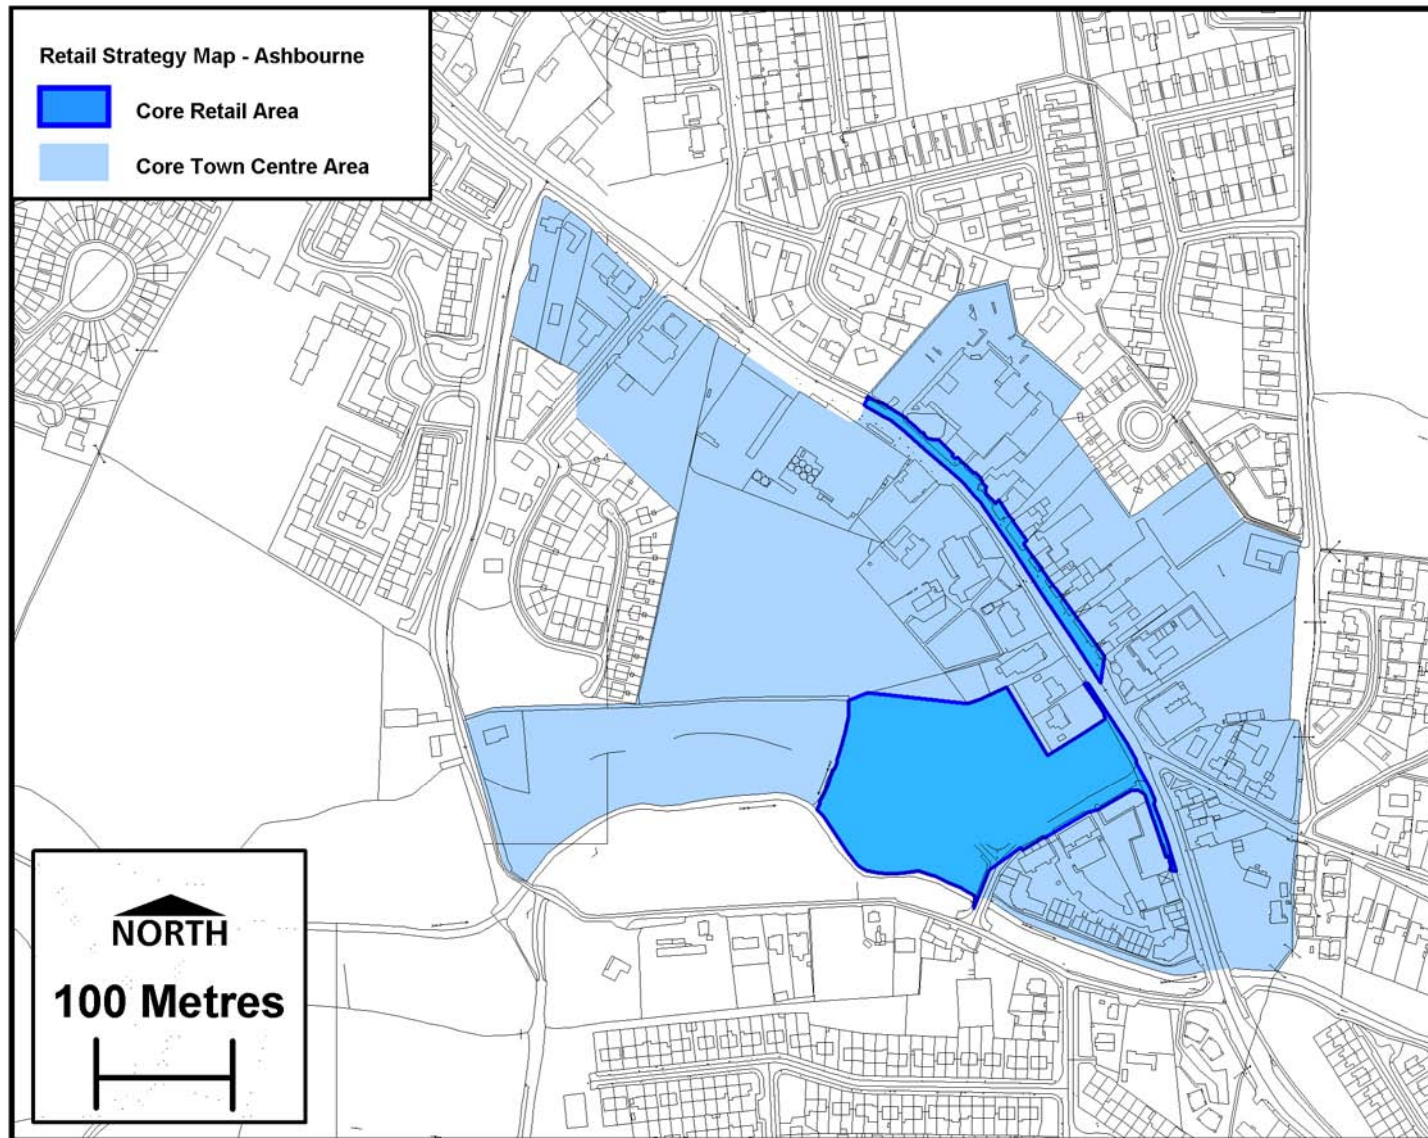 Retail Strategy Map - Ashbourne
Core Retail Area
Core Town Centre Area
NORTH
100 Metres